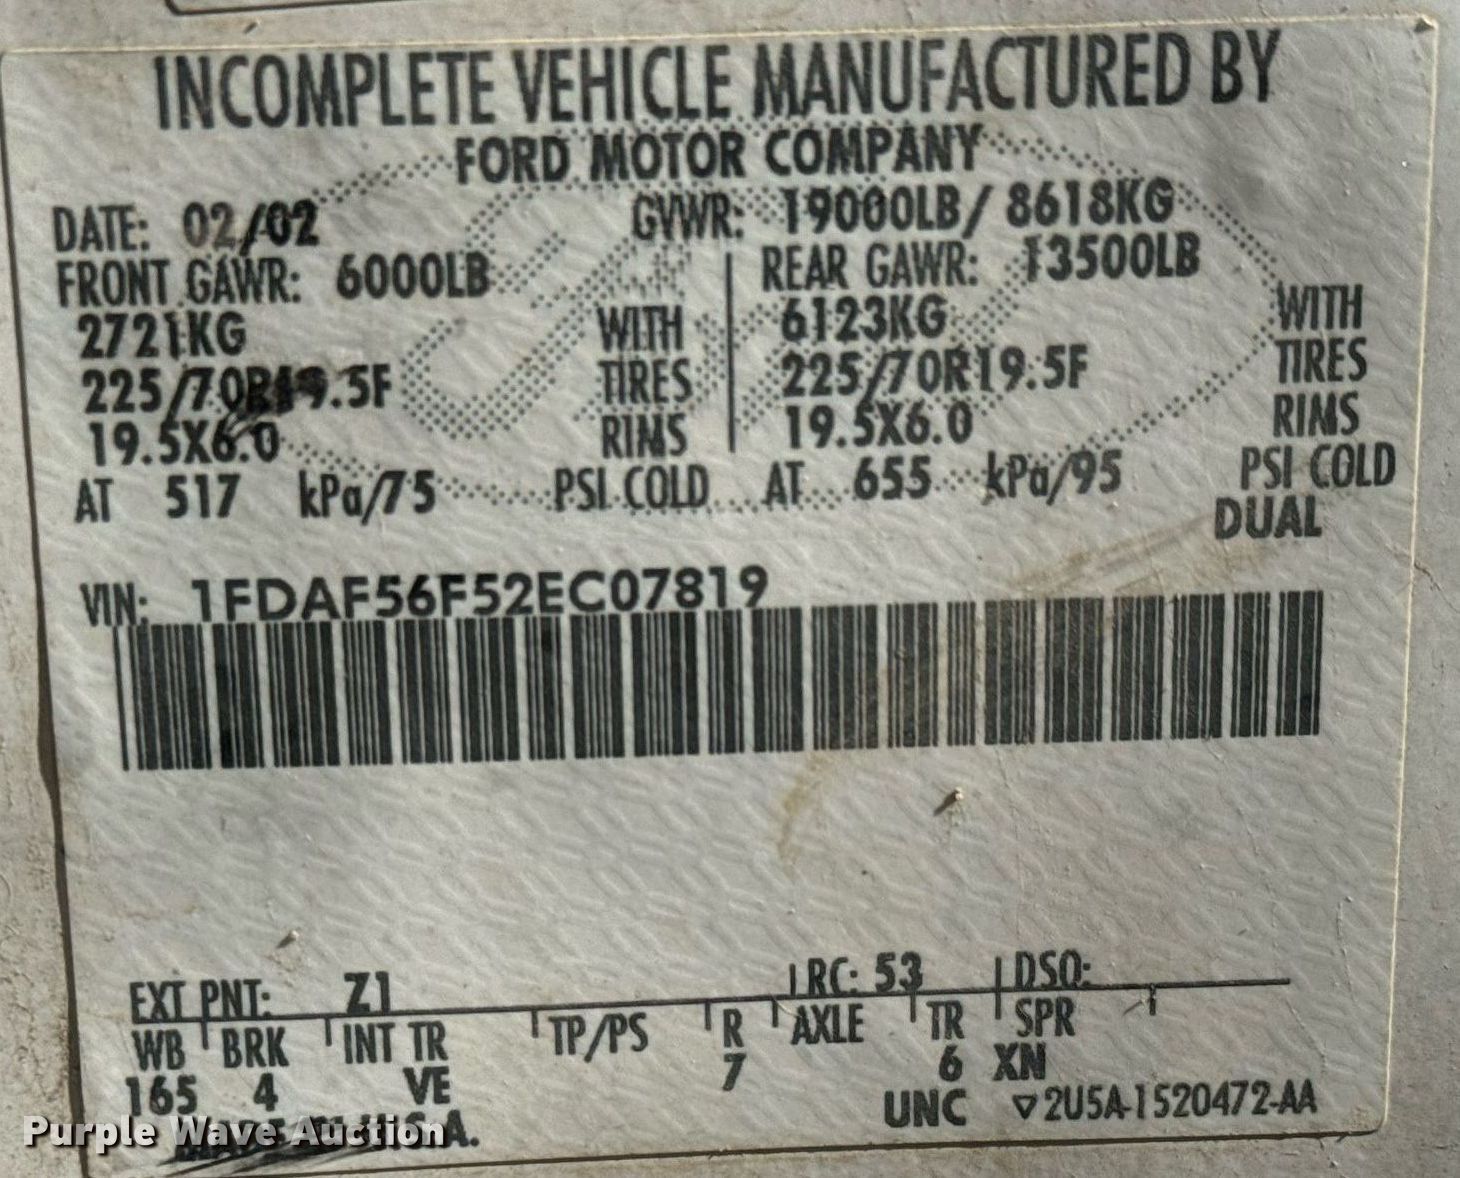 INCOMPLETE VEHICLE MANUFACTURED BY
FORD MOTOR COMPANY
DATE: 02/02 GVWR: 19000LB/ 8618KG
FRONT GAWR: 6000LB REAR GAWR: 13500LB
2721KG WITH 6123KG WITH
225/70R19.5F TIRES 225/70R19.5F TIRES
19.5X6.0 RIMS 19.5X6.0 RIMS
AT 517 kPa/75 PSI COLD AT 655 kPa/95 PSI COLD
DUAL
VIN: 1FDAF56F52EC07819
EXT PNT: Z1 RC: 53 DSO:
WB BRK INT TR TP/PS R AXLE TR SPR
165 4 VE 7 6 XN
UNC ▽2U5A-1520472-AA
Purple Wave Auction
MADE IN U.S.A.